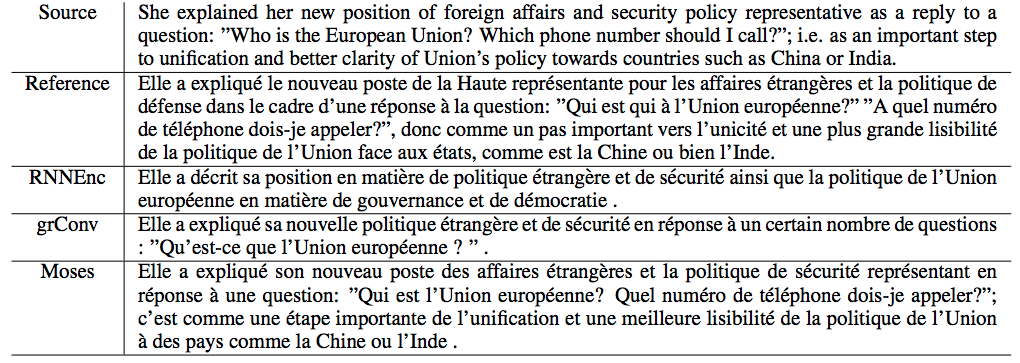 Source She explained her new position of foreign affairs and security policy representative as a reply to a
question: ”Who is the European Union? Which phone number should I call?”; i.e. as an important step
to unification and better clarity of Union’s policy towards countries such as China or India.
Reference Elle a expliqué le nouveau poste de la Haute représentante pour les affaires étrangères et la politique de
défense dans le cadre d’une réponse à la question: ”Qui est qui à l’Union européenne?” ”A quel numéro
de téléphone dois-je appeler?”, donc comme un pas important vers l’unicité et une plus grande lisibilité
de la politique de l’Union face aux états, comme est la Chine ou bien l’Inde.
RNNEnc Elle a décrit sa position en matière de politique étrangère et de sécurité ainsi que la politique de l’Union
européenne en matière de gouvernance et de démocratie .
grConv Elle a expliqué sa nouvelle politique étrangère et de sécurité en réponse à un certain nombre de questions
: ”Qu’est-ce que l’Union européenne ? ” .
Moses Elle a expliqué son nouveau poste des affaires étrangères et la politique de sécurité représentant en
réponse à une question: ”Qui est l’Union européenne? Quel numéro de téléphone dois-je appeler?”;
c’est comme une étape importante de l’unification et une meilleure lisibilité de la politique de l’Union
à des pays comme la Chine ou l’Inde .